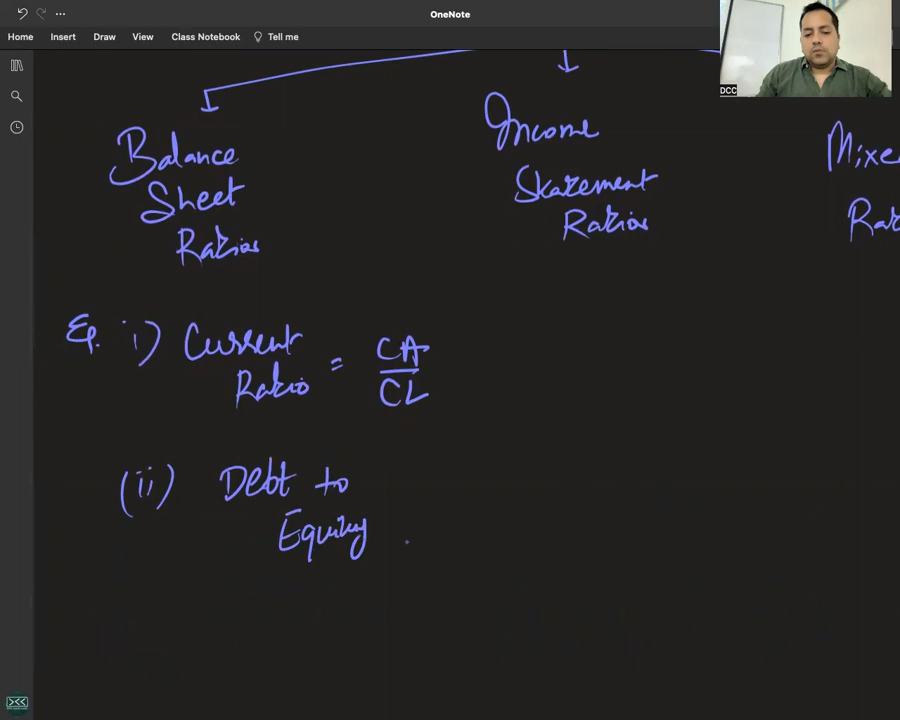 OneNote
Home Insert Draw View Class Notebook Tell me
DCC
Balance
Sheet
Ratios
Income
Statement
Ratios
Mixe
Rat
Eg. i) Current
Ratio = CA
CL
(ii) Debt to
Equity